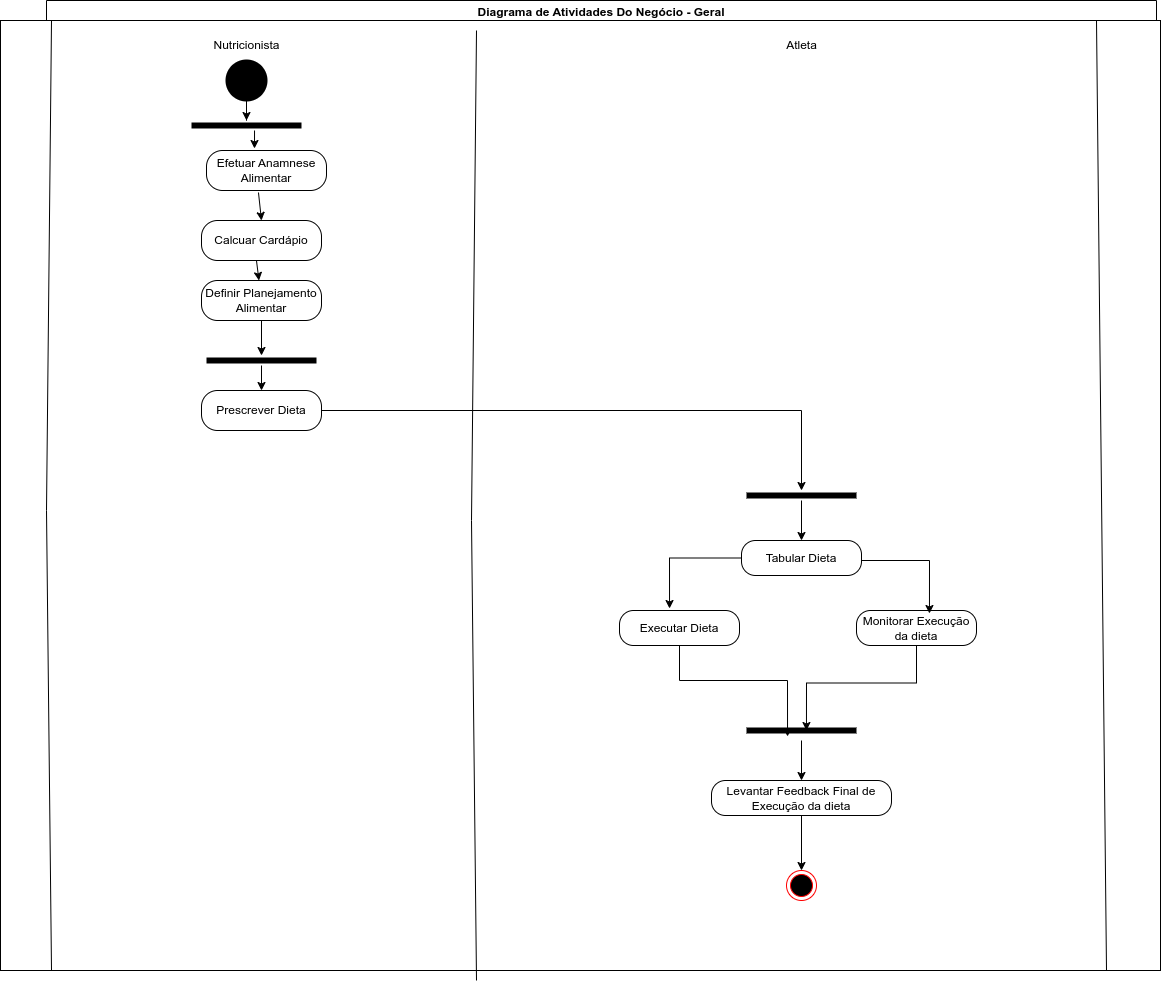 Diagrama de Atividades Do Negócio - Geral
Nutricionista
Atleta
Efetuar Anamnese
Alimentar
Calcuar Cardápio
Definir Planejamento
Alimentar
Prescrever Dieta
Tabular Dieta
Executar Dieta
Monitorar Execução
da dieta
Levantar Feedback Final de
Execução da dieta